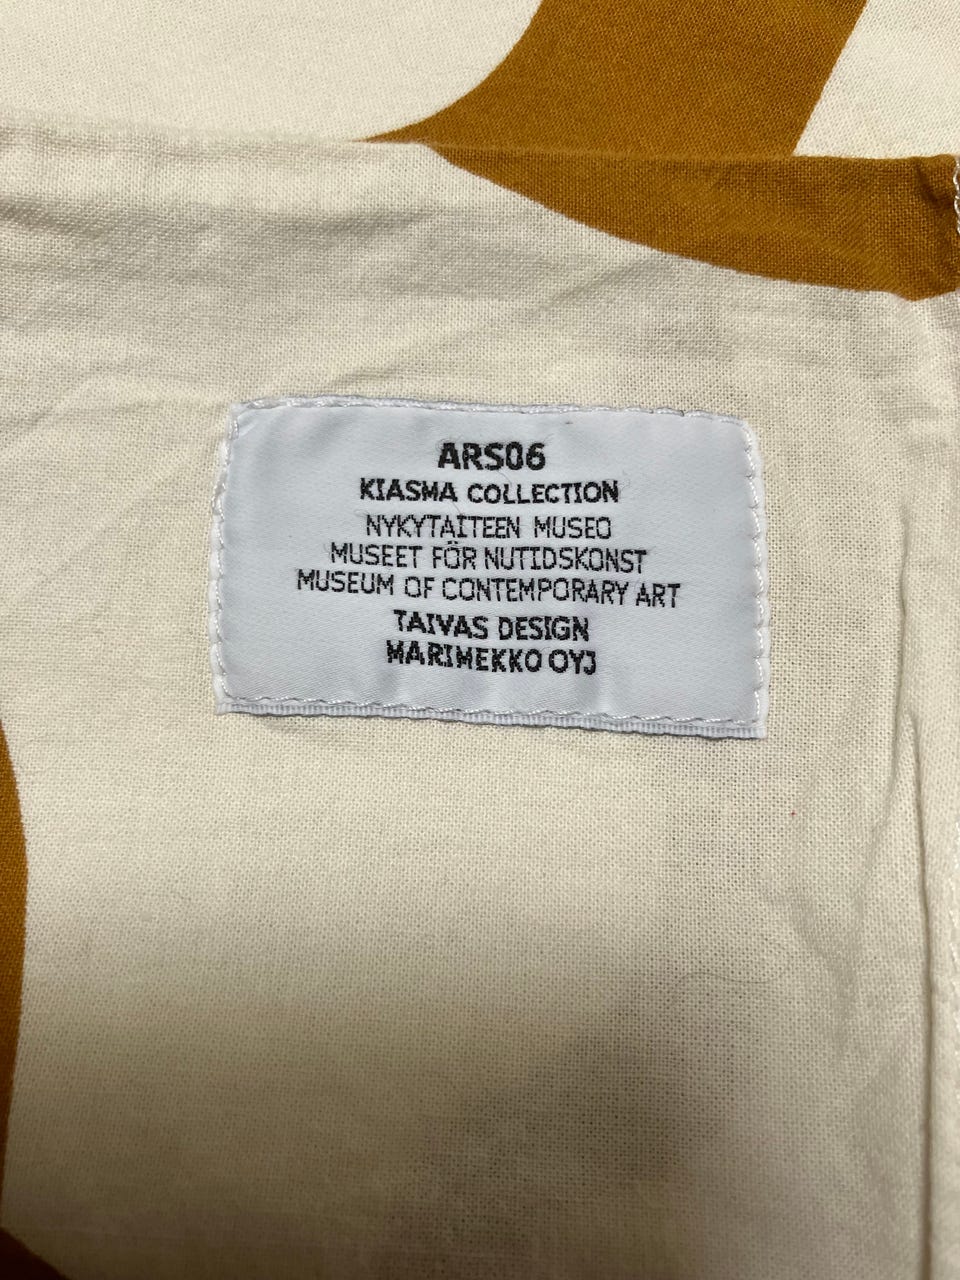 ARS06
KIASMA COLLECTION
NYKYTAITEEN MUSEO
MUSEET FÖR NUTIDSKONST
MUSEUM OF CONTEMPORARY ART
TAIVAS DESIGN
MARIMEKKO OYJ